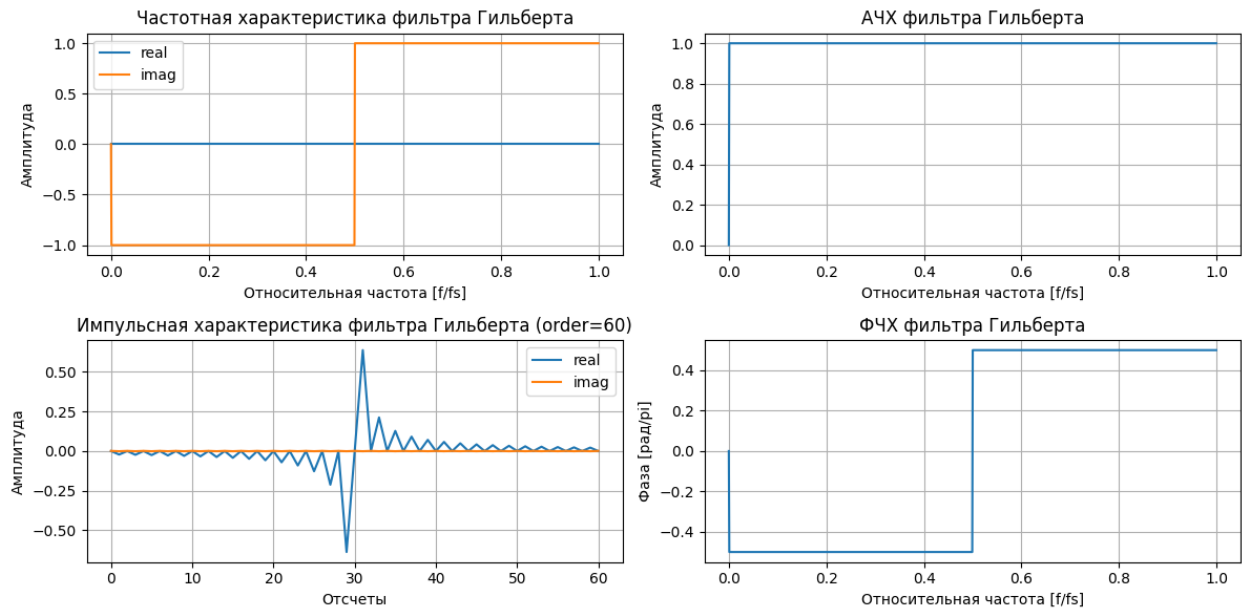 Частотная характеристика фильтра Гильберта
1.0
0.5
0.0
−0.5
−1.0
Амплитуда
real
imag
0.0 0.2 0.4 0.6 0.8 1.0
Относительная частота [f/fs]
АЧХ фильтра Гильберта
1.0
0.8
0.6
0.4
0.2
0.0
Амплитуда
0.0 0.2 0.4 0.6 0.8 1.0
Относительная частота [f/fs]
Импульсная характеристика фильтра Гильберта (order=60)
0.50
0.25
0.00
−0.25
−0.50
Амплитуда
real
imag
0 10 20 30 40 50 60
Отсчеты
ФЧХ фильтра Гильберта
0.4
0.2
0.0
−0.2
−0.4
Фаза [рад/pi]
0.0 0.2 0.4 0.6 0.8 1.0
Относительная частота [f/fs]